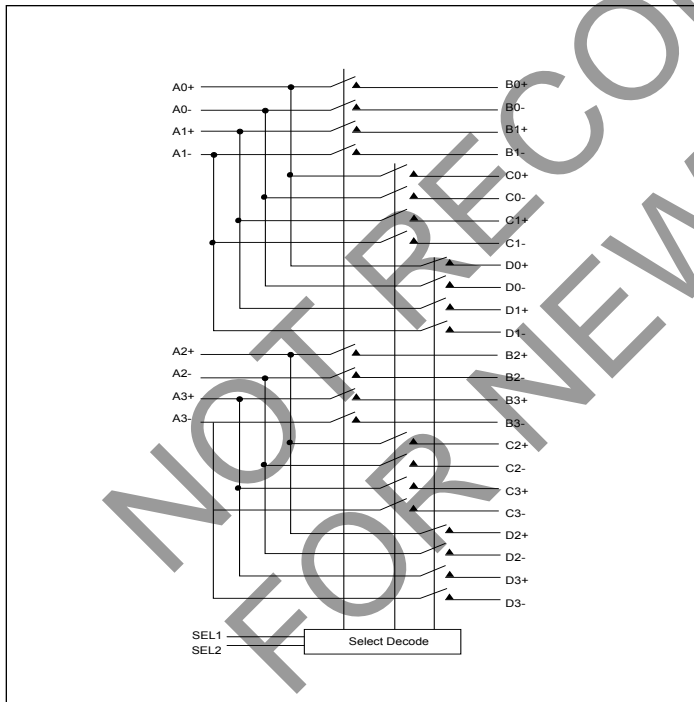 A0+ B0+
A0- B0-
A1+ B1+
A1- B1-
C0+
C0-
C1+
C1-
D0+
D0-
D1+
D1-
A2+ B2+
A2- B2-
A3+ B3+
A3- B3-
C2+
C2-
C3+
C3-
D2+
D2-
D3+
D3-
SEL1
SEL2
Select Decode
NOT
FOR NEW